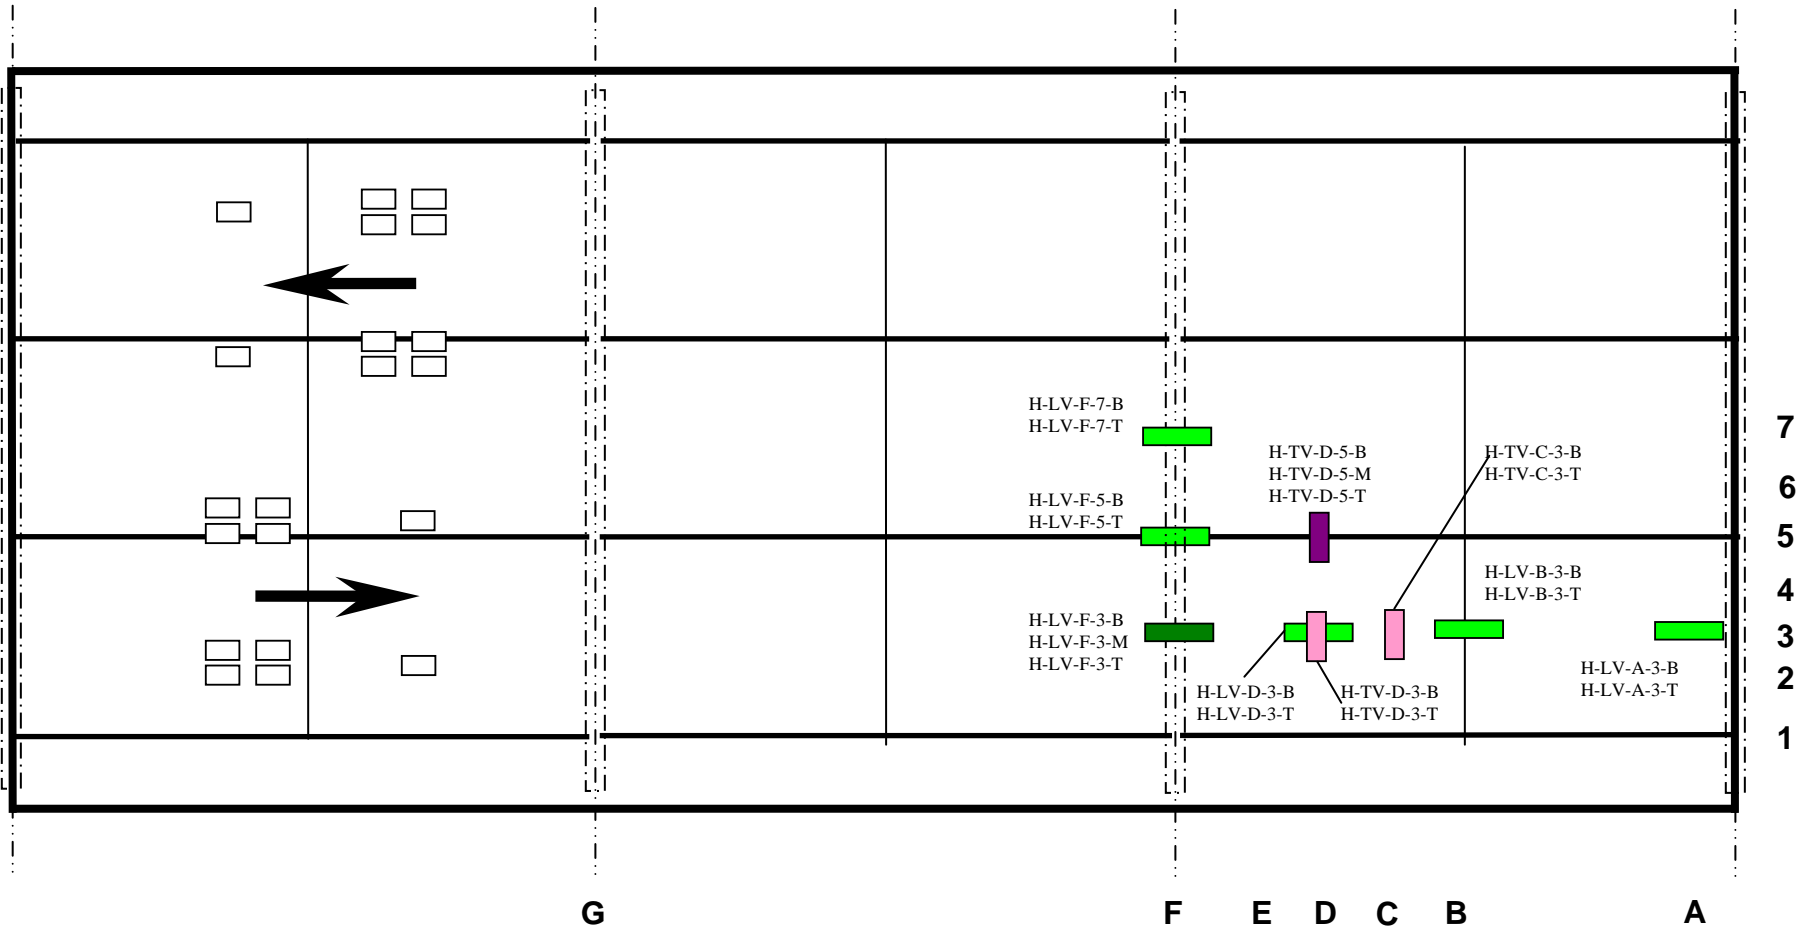 H-LV-F-7-B
H-LV-F-7-T
7
H-TV-D-5-B
H-TV-D-5-M
H-TV-D-5-T
H-TV-C-3-B
H-TV-C-3-T
6
H-LV-F-5-B
H-LV-F-5-T
5
H-LV-B-3-B
H-LV-B-3-T
4
H-LV-F-3-B
H-LV-F-3-M
H-LV-F-3-T
3
H-LV-A-3-B
H-LV-A-3-T
2
H-LV-D-3-B
H-LV-D-3-T
H-TV-D-3-B
H-TV-D-3-T
1
G F E D C B A